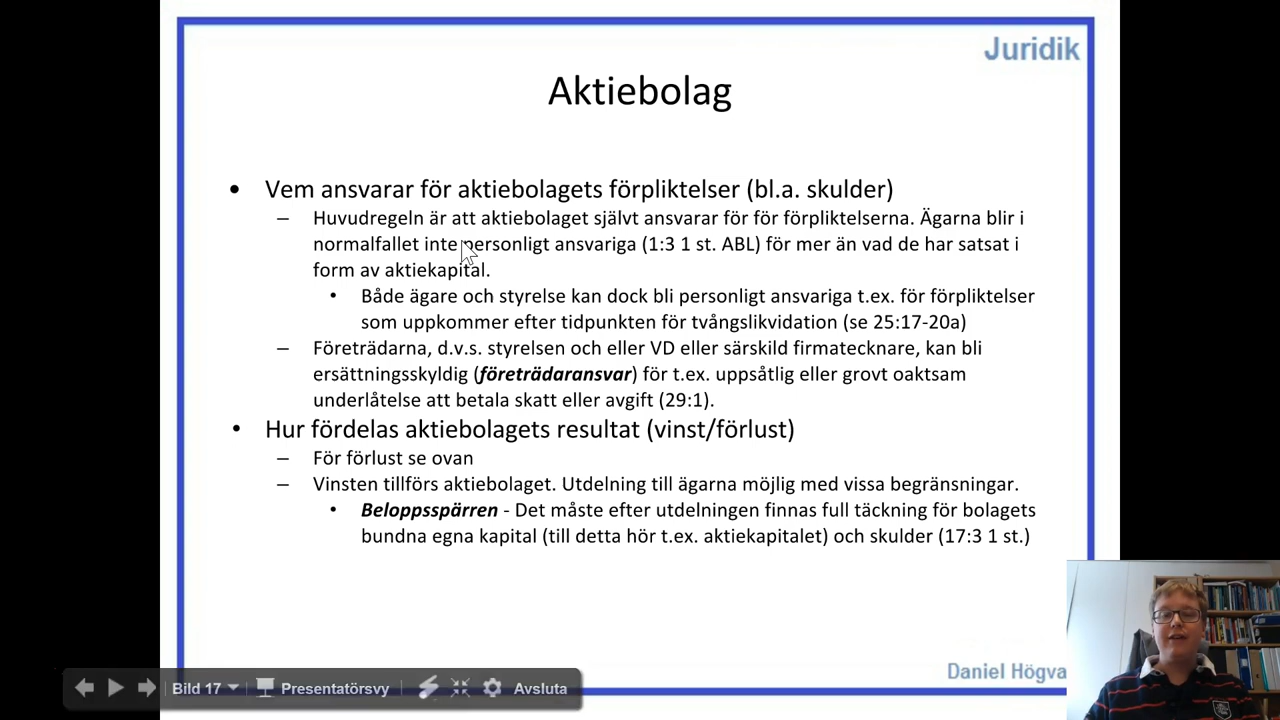 Juridik
Aktiebolag
• Vem ansvarar för aktiebolagets förpliktelser (bl.a. skulder)
– Huvudregeln är att aktiebolaget självt ansvarar för för förpliktelserna. Ägarna blir i
normalfallet inte personligt ansvariga (1:3 1 st. ABL) för mer än vad de har satsat i
form av aktiekapital.
• Både ägare och styrelse kan dock bli personligt ansvariga t.ex. för förpliktelser
som uppkommer efter tidpunkten för tvångslikvidation (se 25:17-20a)
– Företrädarna, d.v.s. styrelsen och eller VD eller särskild firmatecknare, kan bli
ersättningsskyldig (företrädaransvar) för t.ex. uppsåtlig eller grovt oaktsam
underlåtelse att betala skatt eller avgift (29:1).
• Hur fördelas aktiebolagets resultat (vinst/förlust)
– För förlust se ovan
– Vinsten tillförs aktiebolaget. Utdelning till ägarna möjlig med vissa begränsningar.
• Beloppsspärren - Det måste efter utdelningen finnas full täckning för bolagets
bundna egna kapital (till detta hör t.ex. aktiekapitalet) och skulder (17:3 1 st.)
Daniel Högva
Bild 17 Presentatörsvy Avsluta